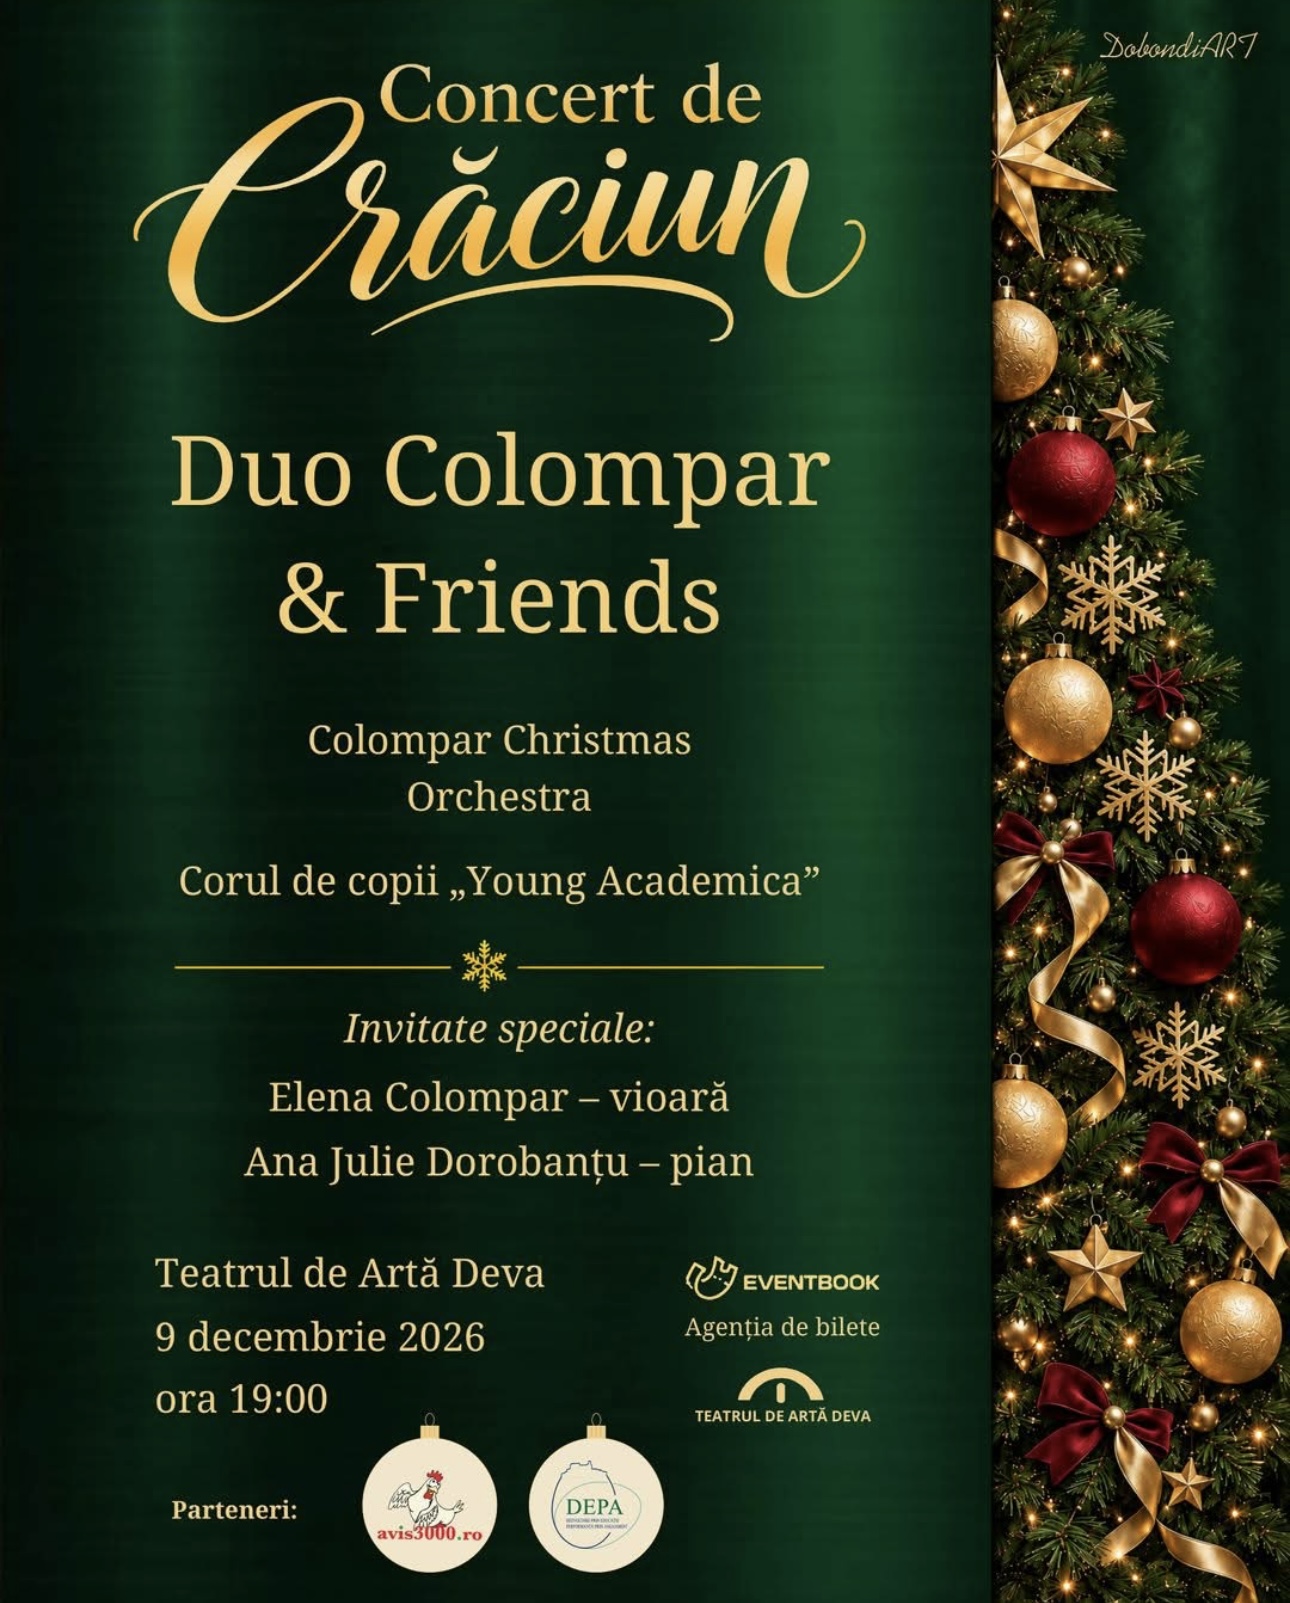 DobondiART
Concert de
Crăciun
Duo Colompar
& Friends
Colompar Christmas
Orchestra
Corul de copii „Young Academica”
Invitate speciale:
Elena Colompar – vioară
Ana Julie Dorobanțu – pian
Teatrul de Artă Deva
9 decembrie 2026
ora 19:00
EVENTBOOK
Agenția de bilete
TEATRUL DE ARTĂ DEVA
Parteneri:
avis3000.ro
DEPA